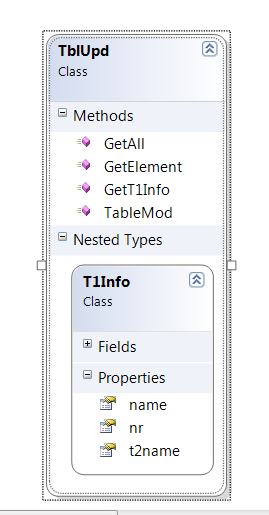 TblUpd
Class
Methods
GetAll
GetElement
GetT1Info
TableMod
Nested Types
T1Info
Class
Fields
Properties
name
nr
t2name